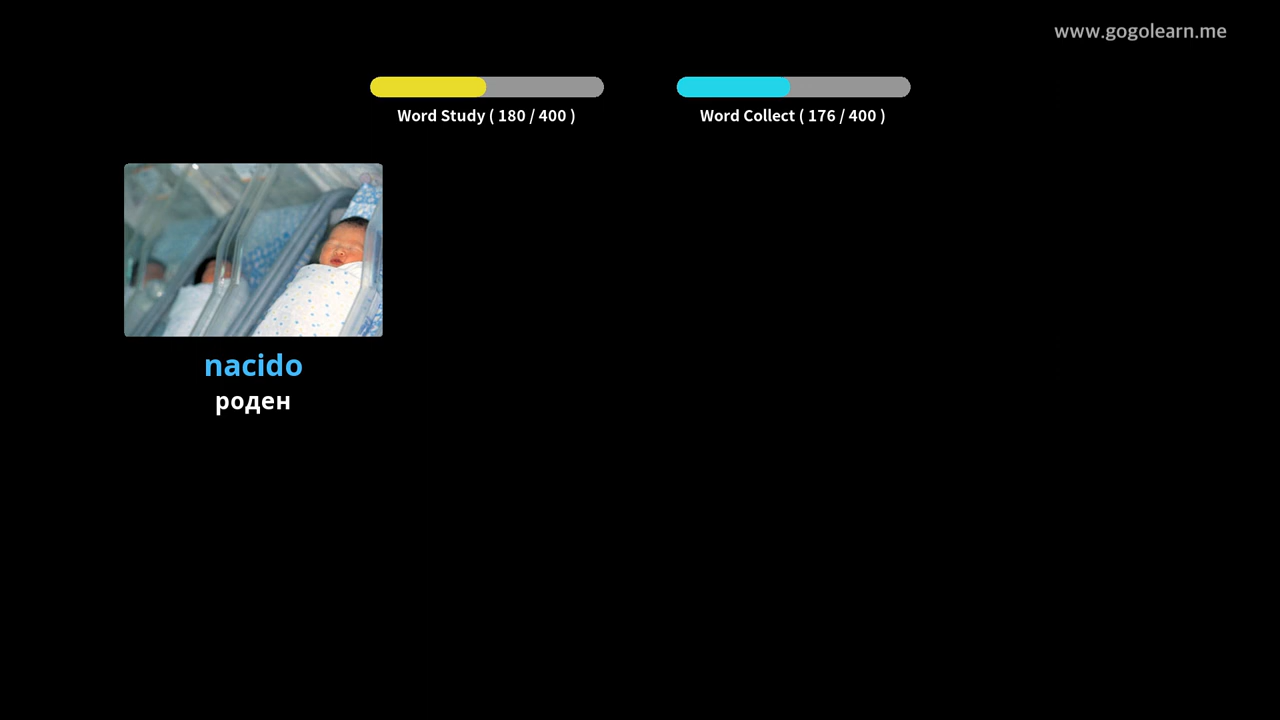 www.gogolearn.me
Word Study ( 180 / 400 )
Word Collect ( 176 / 400 )
nacido
роден